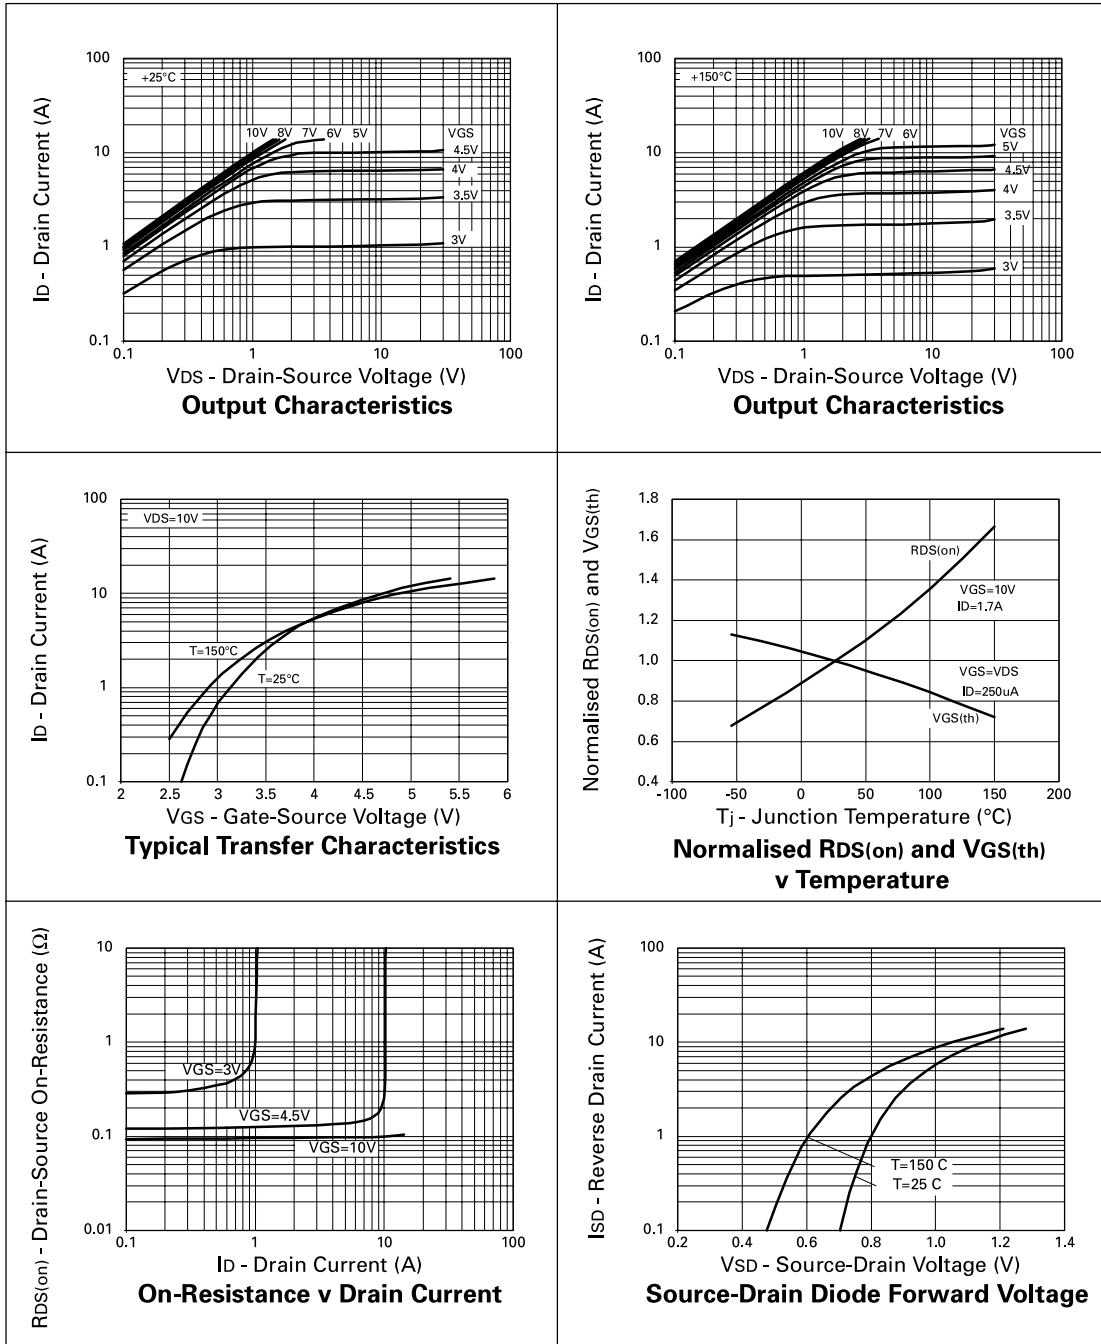 100
+25°C
10V 8V 7V 6V 5V VGS
4.5V
10
4V
3.5V
1
3V
0.1
0.1 1 10 100
ID - Drain Current (A)
VDS - Drain-Source Voltage (V)
Output Characteristics
100
+150°C
10V 8V 7V 6V VGS
5V
10
4.5V
4V
3.5V
1
3V
0.1
0.1 1 10 100
ID - Drain Current (A)
VDS - Drain-Source Voltage (V)
Output Characteristics
100
VDS=10V
10
T=150°C
T=25°C
1
0.1
2 2.5 3 3.5 4 4.5 5 5.5 6
ID - Drain Current (A)
VGS - Gate-Source Voltage (V)
Typical Transfer Characteristics
1.8
1.6
RDS(on)
1.4
VGS=10V
ID=1.7A
1.2
1.0
VGS=VDS
ID=250uA
0.8
VGS(th)
0.6
0.4
-100 -50 0 50 100 150 200
Normalised RDS(on) and VGS(th)
Tj - Junction Temperature (°C)
Normalised RDS(on) and VGS(th)
v Temperature
10
1
VGS=3V
VGS=4.5V
0.1
VGS=10V
0.01
0.1 1 10 100
RDS(on) - Drain-Source On-Resistance (Ω)
ID - Drain Current (A)
On-Resistance v Drain Current
100
10
1
T=150 C
T=25 C
0.1
0.2 0.4 0.6 0.8 1.0 1.2 1.4
ISD - Reverse Drain Current (A)
VSD - Source-Drain Voltage (V)
Source-Drain Diode Forward Voltage